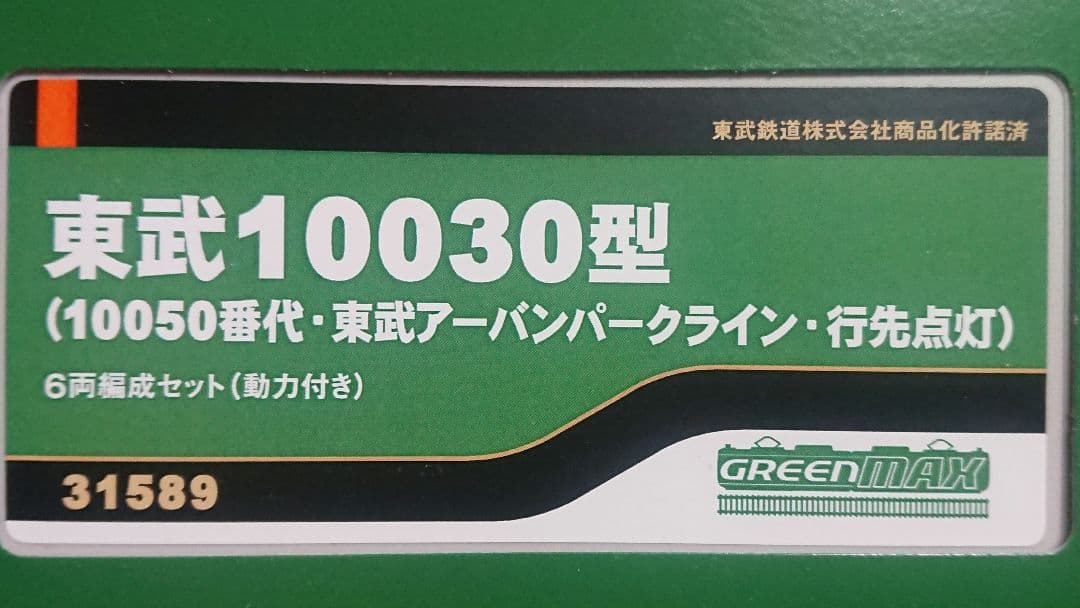 東武鉄道株式会社商品化許諾済
東武10030型
(10050番代・東武アーバンパークライン・行先点灯)
6両編成セット(動力付き)
31589
GREENMAX